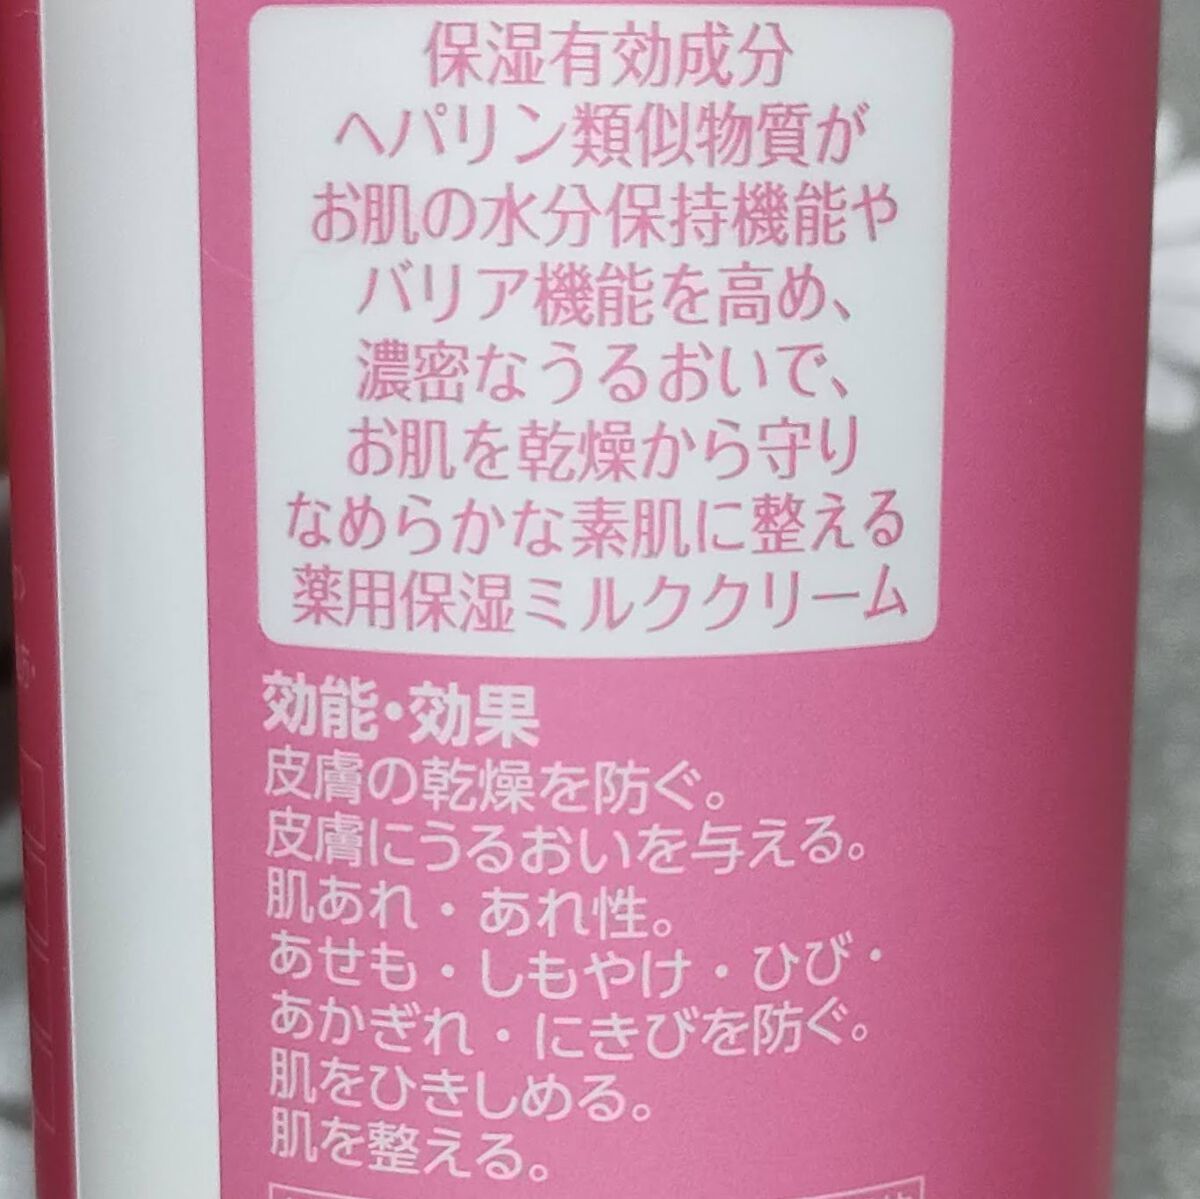 保湿有効成分
ヘパリン類似物質が
お肌の水分保持機能や
バリア機能を高め、
濃密なうるおいで、
お肌を乾燥から守り
なめらかな素肌に整える
薬用保湿ミルククリーム
効能・効果
皮膚の乾燥を防ぐ。
皮膚にうるおいを与える。
肌あれ・あれ性。
あせも・しもやけ・ひび・
あかぎれ・にきびを防ぐ。
肌をひきしめる。
肌を整える。